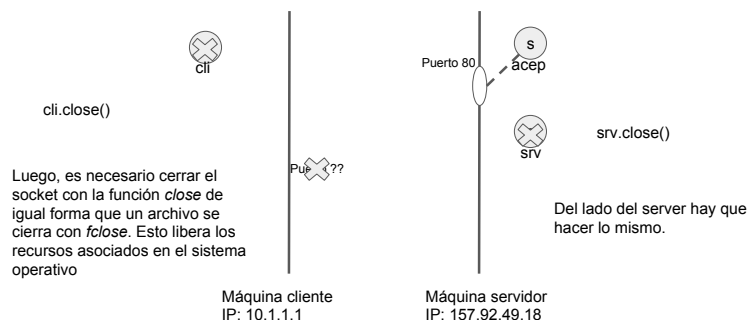 cli
cli.close()
Luego, es necesario cerrar el
socket con la función close de
igual forma que un archivo se
cierra con fclose. Esto libera los
recursos asociados en el sistema
operativo
??
Máquina cliente
IP: 10.1.1.1
Puerto 80
s
acep
srv
srv.close()
Del lado del server hay que
hacer lo mismo.
Máquina servidor
IP: 157.92.49.18